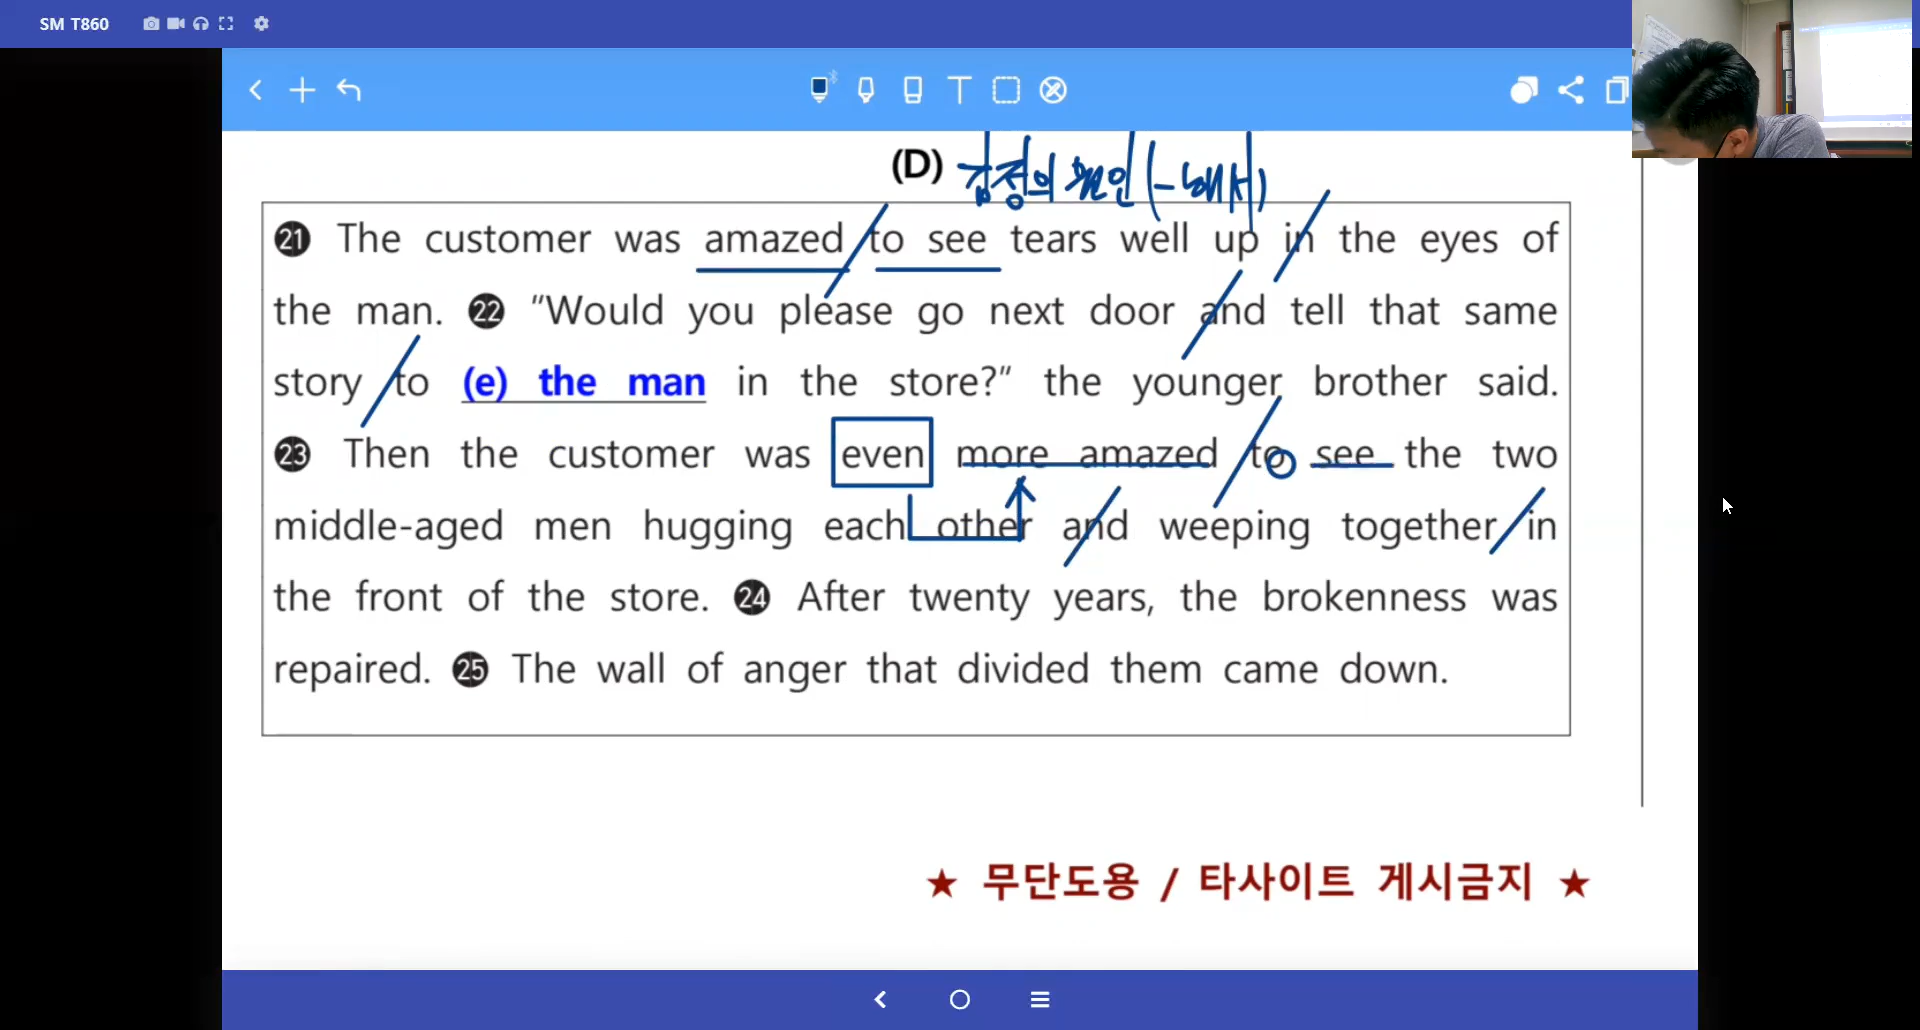 SM T860
(D) 감정의 원인 (~해서)
㉑ The customer was amazed to see tears well up in the eyes of
the man. ㉒ “Would you please go next door and tell that same
story to (e) the man in the store?” the younger brother said.
㉓ Then the customer was even more amazed to see the two
middle-aged men hugging each other and weeping together in
the front of the store. ㉔ After twenty years, the brokenness was
repaired. ㉕ The wall of anger that divided them came down.
★ 무단도용 / 타사이트 게시금지 ★